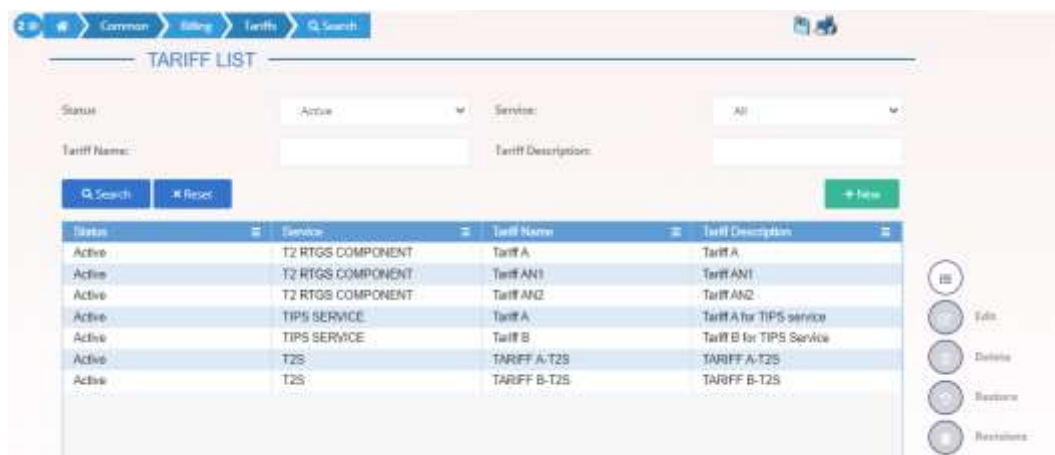 2
Common Billing Tariffs Search
TARIFF LIST
Status Active Service: All
Tariff Name: Tariff Description:
Search Reset New
Status Service Tariff Name Tariff Description
Active T2 RTGS COMPONENT Tariff A Tariff A
Active T2 RTGS COMPONENT Tariff AN1 Tariff AN1
Active T2 RTGS COMPONENT Tariff AN2 Tariff AN2
Active TIPS SERVICE Tariff A Tariff A for TIPS service
Active TIPS SERVICE Tariff B Tariff B for TIPS Service
Active T2S TARIFF A-T2S TARIFF A-T2S
Active T2S TARIFF B-T2S TARIFF B-T2S
Edit
Delete
Restore
Revisions